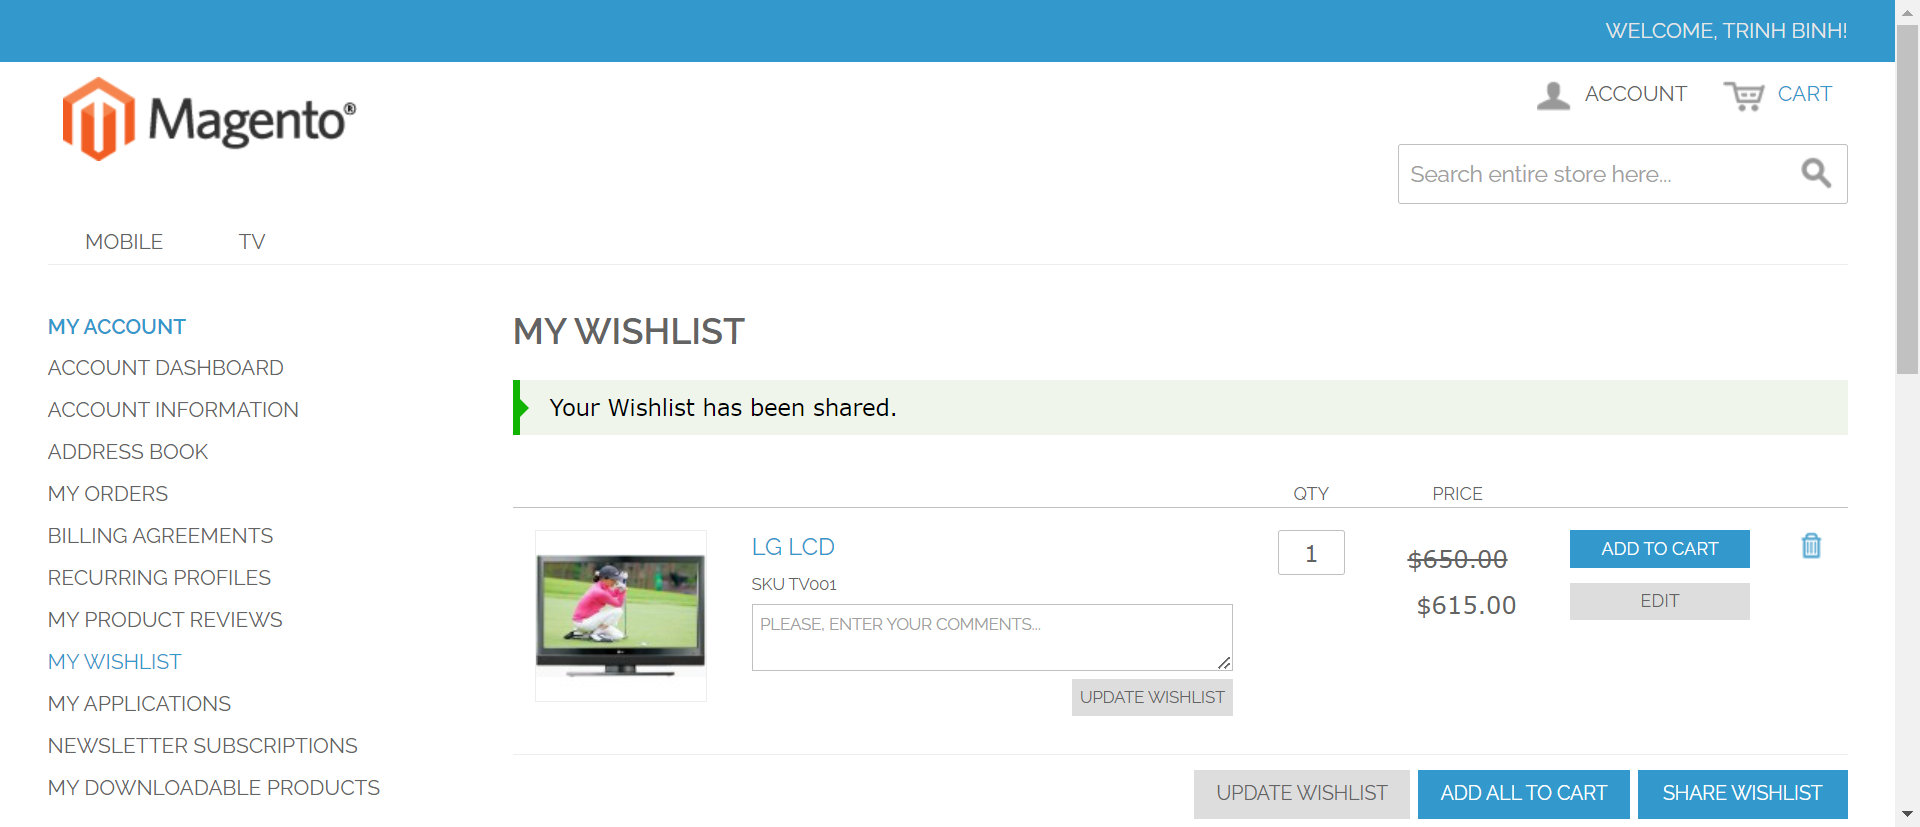 WELCOME, TRINH BINH!
Magento®
ACCOUNT
CART
Search entire store here...
MOBILE
TV
MY ACCOUNT
ACCOUNT DASHBOARD
ACCOUNT INFORMATION
ADDRESS BOOK
MY ORDERS
BILLING AGREEMENTS
RECURRING PROFILES
MY PRODUCT REVIEWS
MY WISHLIST
MY APPLICATIONS
NEWSLETTER SUBSCRIPTIONS
MY DOWNLOADABLE PRODUCTS
MY WISHLIST
Your Wishlist has been shared.
QTY PRICE
LG LCD
SKU TV001
PLEASE, ENTER YOUR COMMENTS...
UPDATE WISHLIST
1
$650.00
$615.00
ADD TO CART
EDIT
UPDATE WISHLIST
ADD ALL TO CART
SHARE WISHLIST